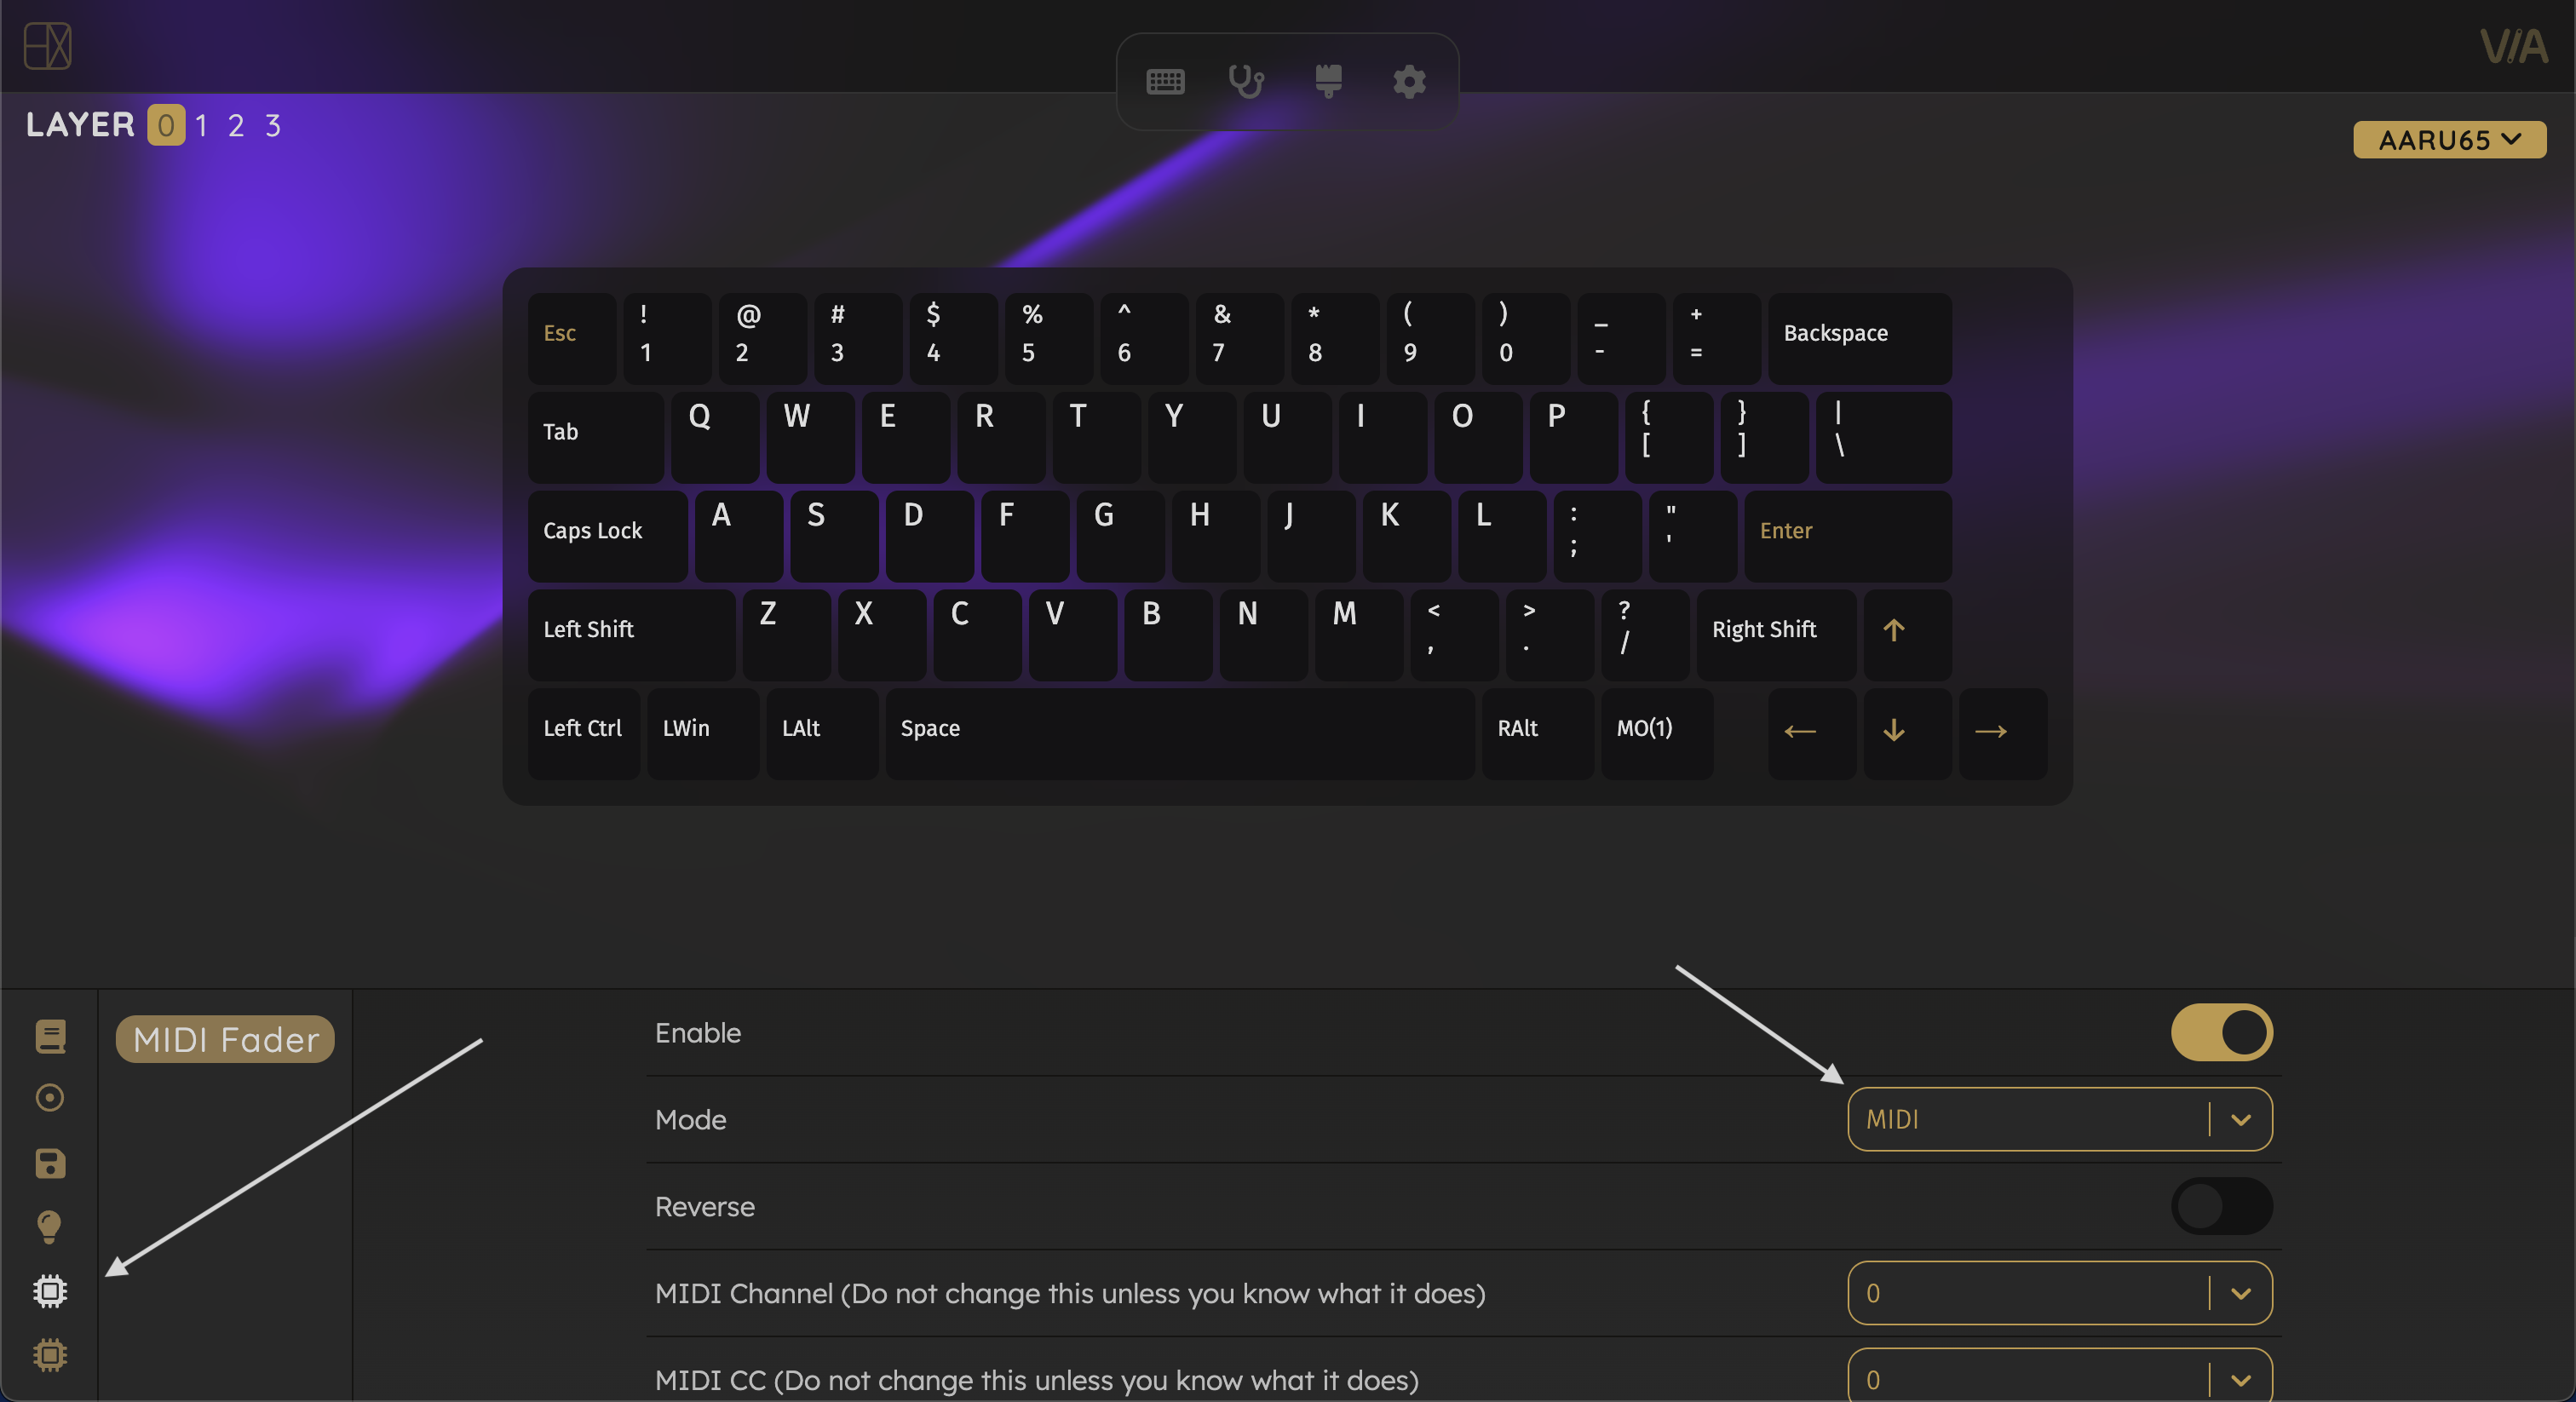 VIA
LAYER 0 1 2 3
AARU65
Esc ! @ # $ % ^ & * ( ) _ + Backspace
1 2 3 4 5 6 7 8 9 0 - =
Tab Q W E R T Y U I O P { } |
[ ] \
Caps Lock A S D F G H J K L : " Enter
; '
Left Shift Z X C V B N M < > ? Right Shift ↑
, . /
Left Ctrl LWin LAlt Space RAlt MO(1) ← ↓ →
MIDI Fader
Enable
Mode MIDI
Reverse
MIDI Channel (Do not change this unless you know what it does) 0
MIDI CC (Do not change this unless you know what it does) 0